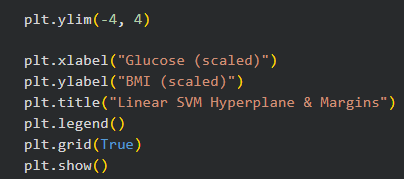 plt.ylim(-4, 4)
plt.xlabel("Glucose (scaled)")
plt.ylabel("BMI (scaled)")
plt.title("Linear SVM Hyperplane & Margins")
plt.legend()
plt.grid(True)
plt.show()